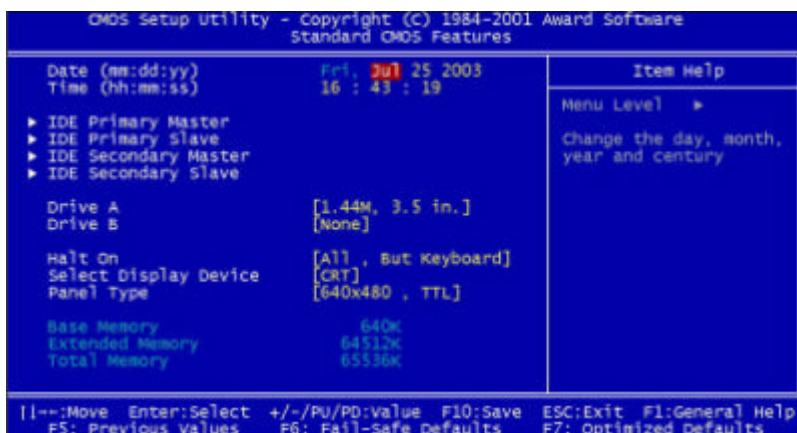 CMOS Setup Utility - Copyright (C) 1984-2001 Award Software
Standard CMOS Features
Date (mm:dd:yy) Fri, Jul 25 2003
Time (hh:mm:ss) 16 : 43 : 19
► IDE Primary Master
► IDE Primary Slave
► IDE Secondary Master
► IDE Secondary Slave
Drive A [1.44M, 3.5 in.]
Drive B [None]
Halt On [All , But Keyboard]
Select Display Device [CRT]
Panel Type [640x480 , TTL]
Base Memory 640K
Extended Memory 64512K
Total Memory 65536K
Item Help
Menu Level ►
Change the day, month,
year and century
:Move Enter:Select +/-/PU/PD:Value F10:Save ESC:Exit F1:General Help
F5: Previous Values F6: Fail-Safe Defaults F7: Optimized Defaults